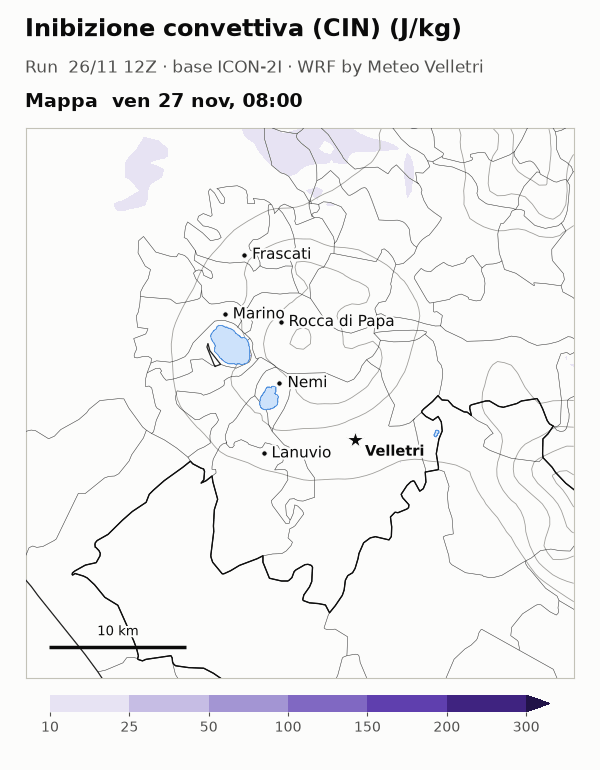 Inibizione convettiva (CIN) (J/kg)
Run  26/11 12Z · base ICON-2I · WRF by Meteo Velletri
Mappa  ven 27 nov, 08:00
Frascati
Marino
Rocca di Papa
Nemi
Velletri
Lanuvio
10 km
10 25 50 100 150 200 300